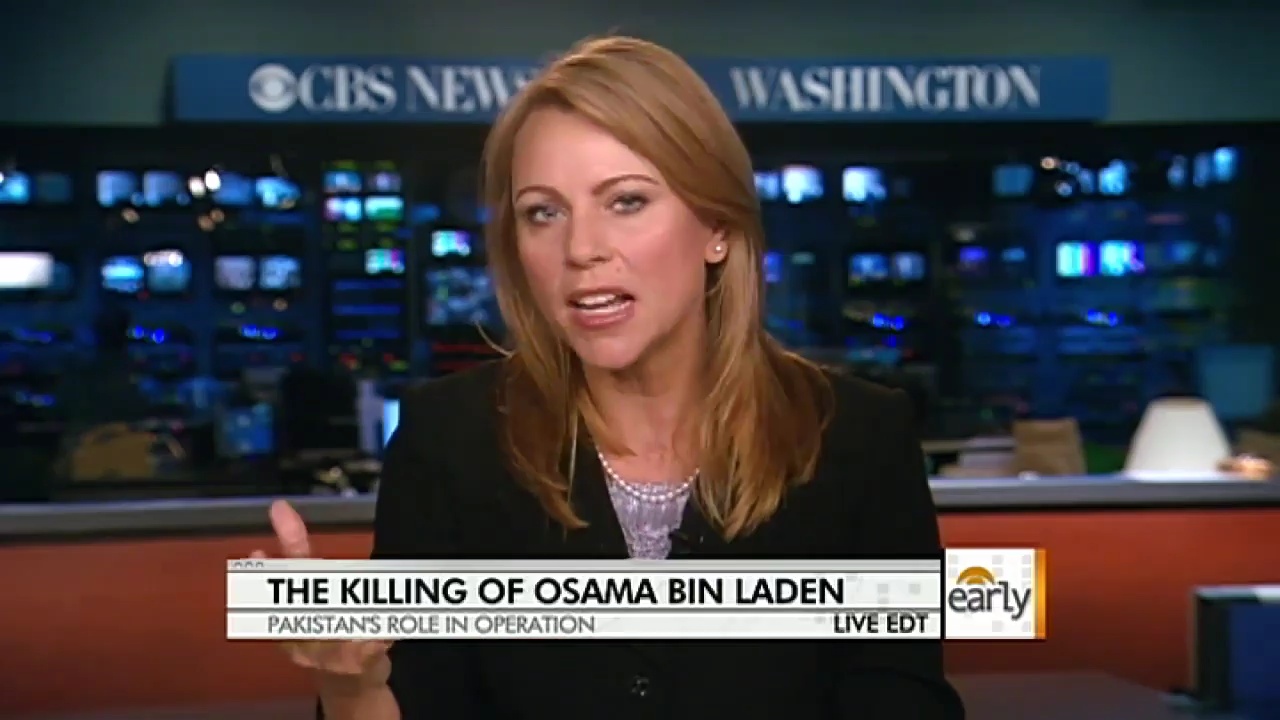 CBS NEWS WASHINGTON
THE KILLING OF OSAMA BIN LADEN
PAKISTAN'S ROLE IN OPERATION
LIVE EDT
early